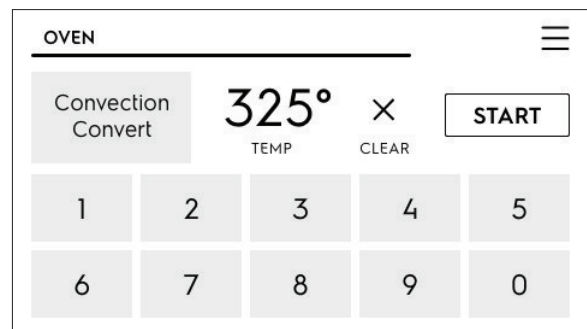 OVEN
Convection
Convert
325°
TEMP
CLEAR
START
1 2 3 4 5
6 7 8 9 0